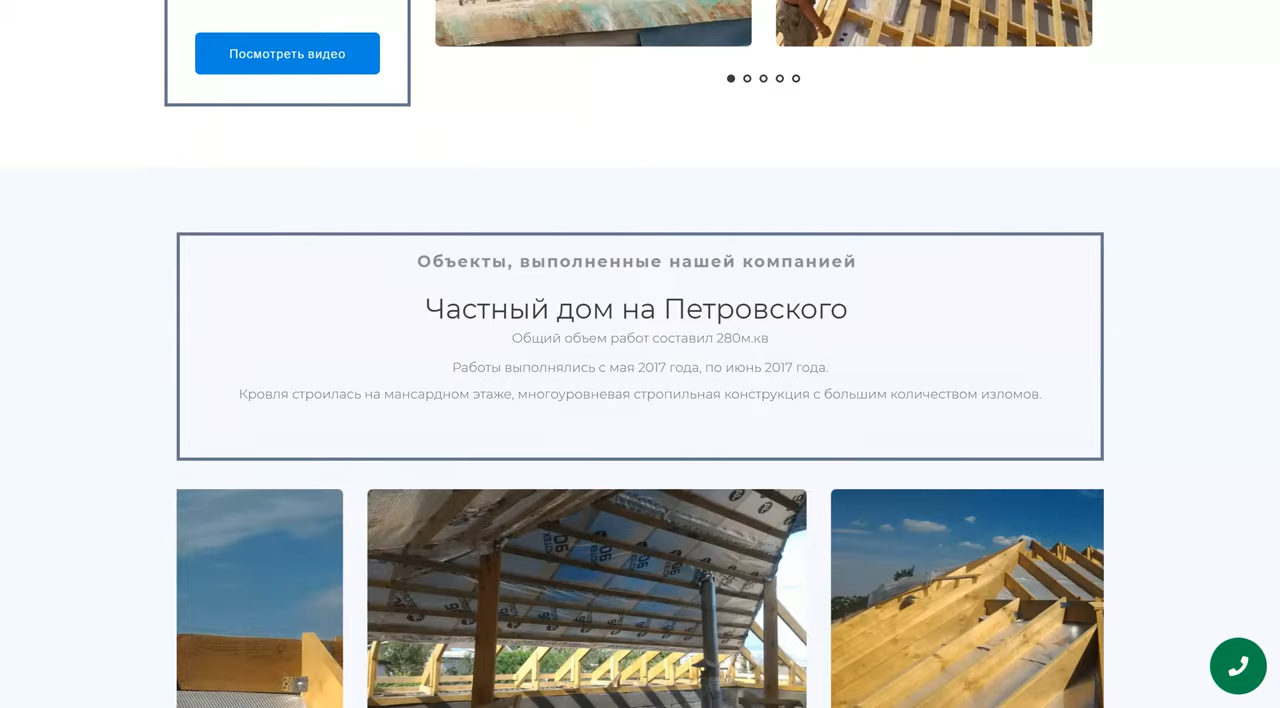 Посмотреть видео
Объекты, выполненные нашей компанией
Частный дом на Петровского
Общий объем работ составил 280м.кв
Работы выполнялись с мая 2017 года, по июнь 2017 года.
Кровля строилась на мансардном этаже, многоуровневая стропильная конструкция с большим количеством изломов.